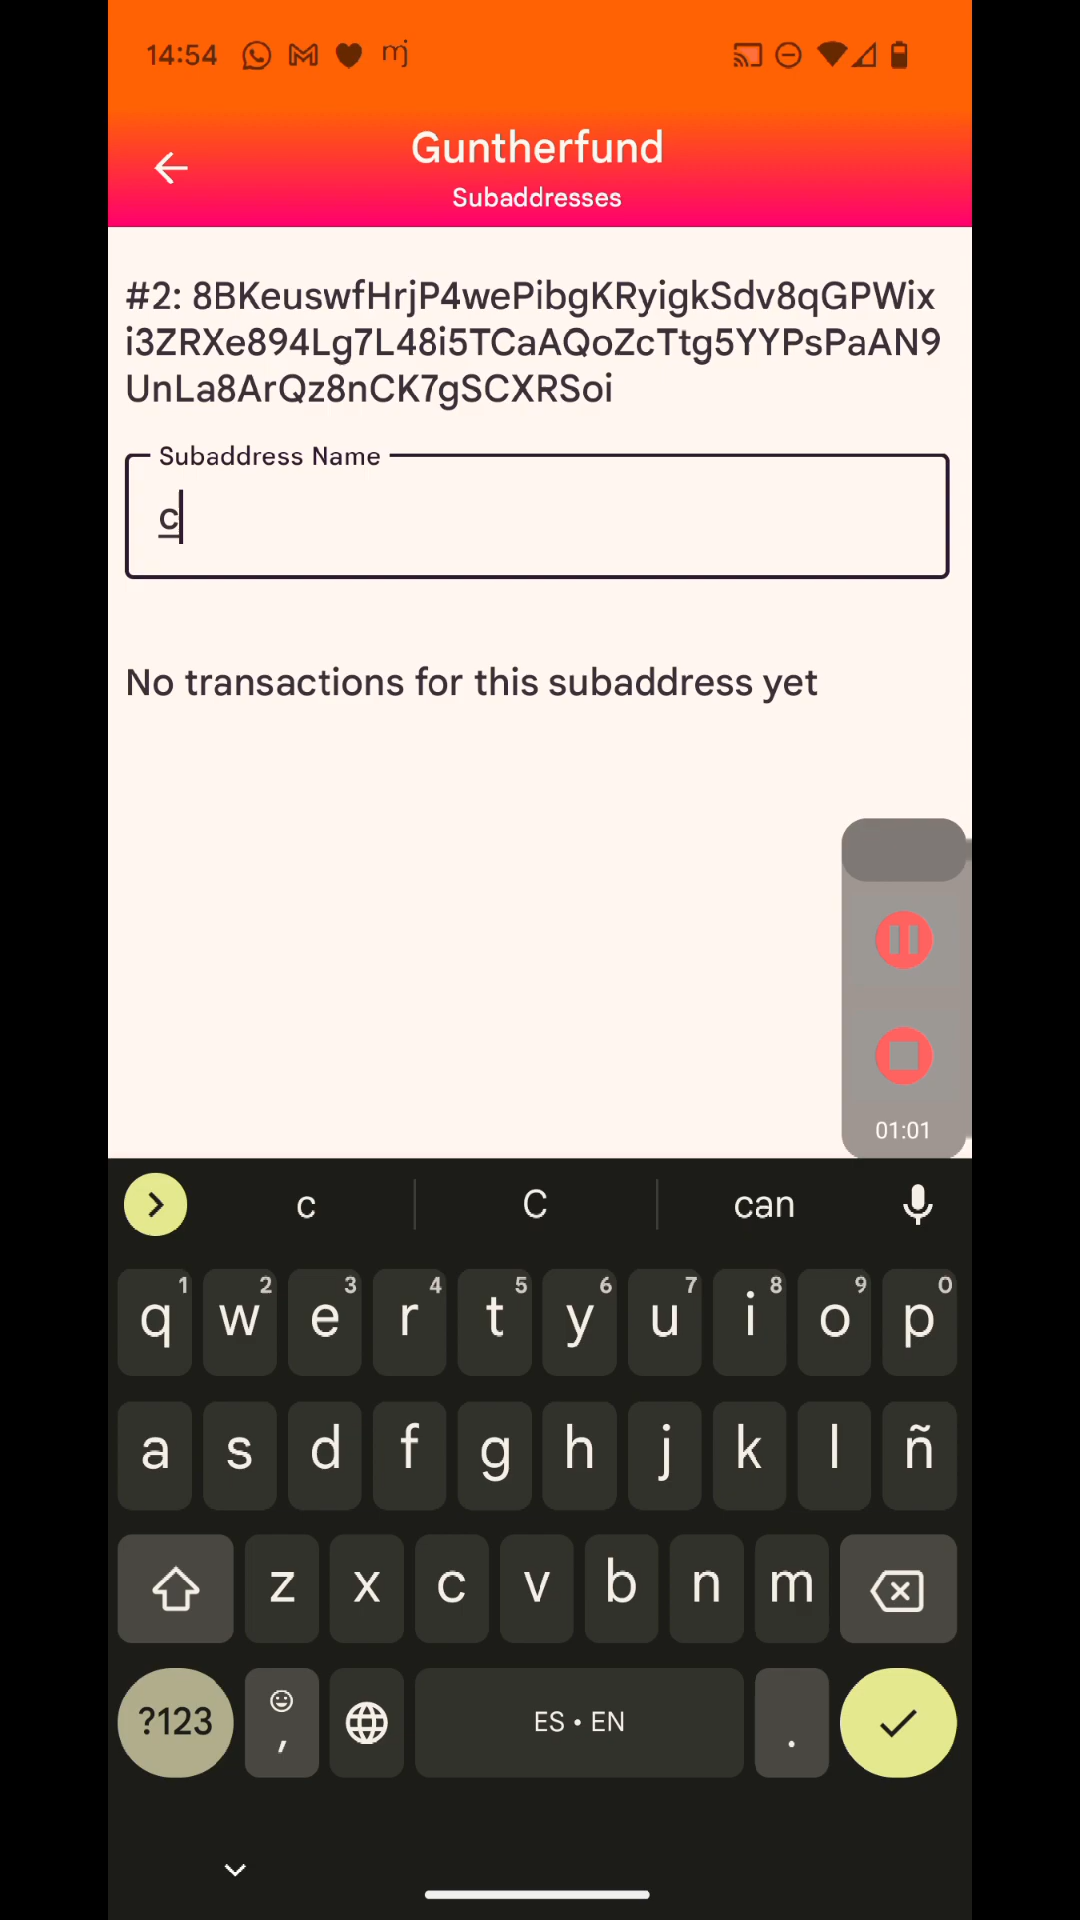 14:54 mj
Guntherfund
Subaddresses
#2: 8BKeuswfHrjP4wePibgKRyigkSdv8qGPWix
i3ZRXe894Lg7L48i5TCaAQoZcTtg5YYPsPaAN9
UnLa8ArQz8nCK7gSCXRSoi
Subaddress Name
c
No transactions for this subaddress yet
01:01
c C can
1 2 3 4 5 6 7 8 9 0
q w e r t y u i o p
a s d f g h j k l ñ
z x c v b n m
?123 , ES • EN .